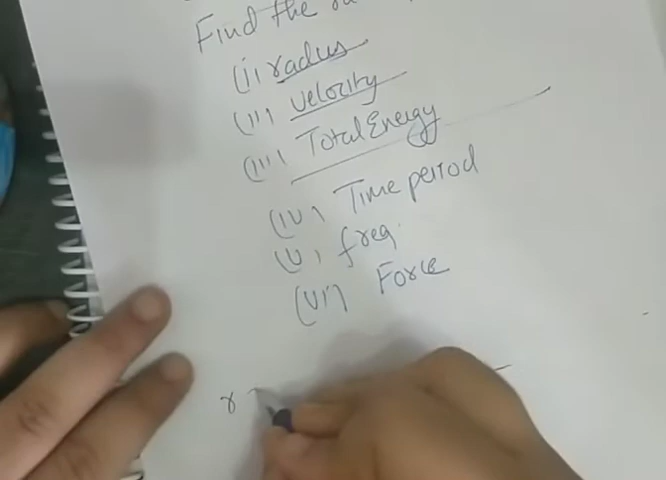 Find the
(i) radius
(ii) velocity
(iii) Total Energy
(iv) Time period
(v) freq.
(vi) Force
r